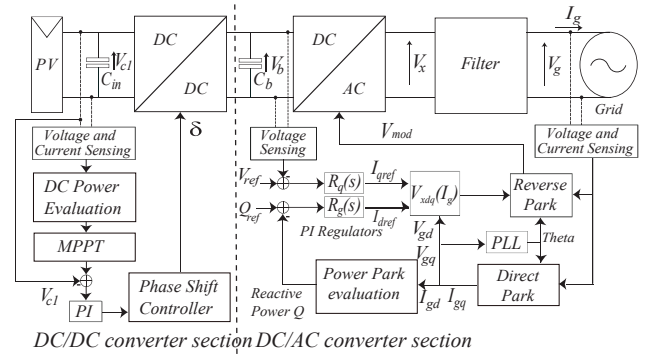 I_g
PV
C_in
V_c1
DC
DC
C_b
V_b
DC
AC
V_x
Filter
V_g
Grid
δ
V_mod
Voltage and
Current Sensing
Voltage
Sensing
Voltage and
Current Sensing
DC Power
Evaluation
V_ref
R_q(s)
I_qref
V_xdq(I_g)
Reverse
Park
Q_ref
R_g(s)
I_dref
PI Regulators
MPPT
V_gd
V_gq
PLL
Theta
V_c1
PI
Phase Shift
Controller
Reactive
Power Q
Power Park
evaluation
I_gd
I_gq
Direct
Park
DC/DC converter section
DC/AC converter section